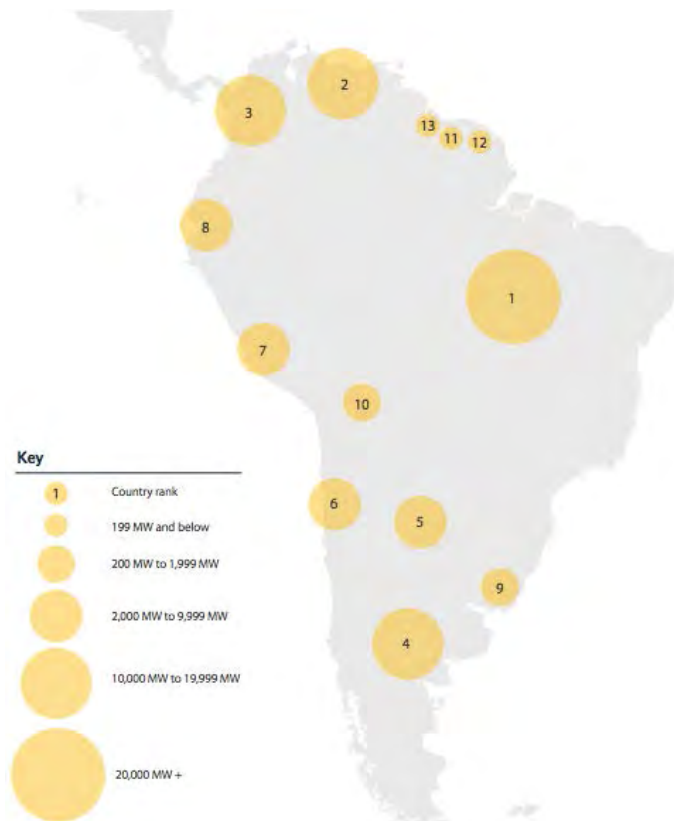 2
3
13
11
12
8
1
7
10
6
5
9
4
Key
1 Country rank
199 MW and below
200 MW to 1,999 MW
2,000 MW to 9,999 MW
10,000 MW to 19,999 MW
20,000 MW +